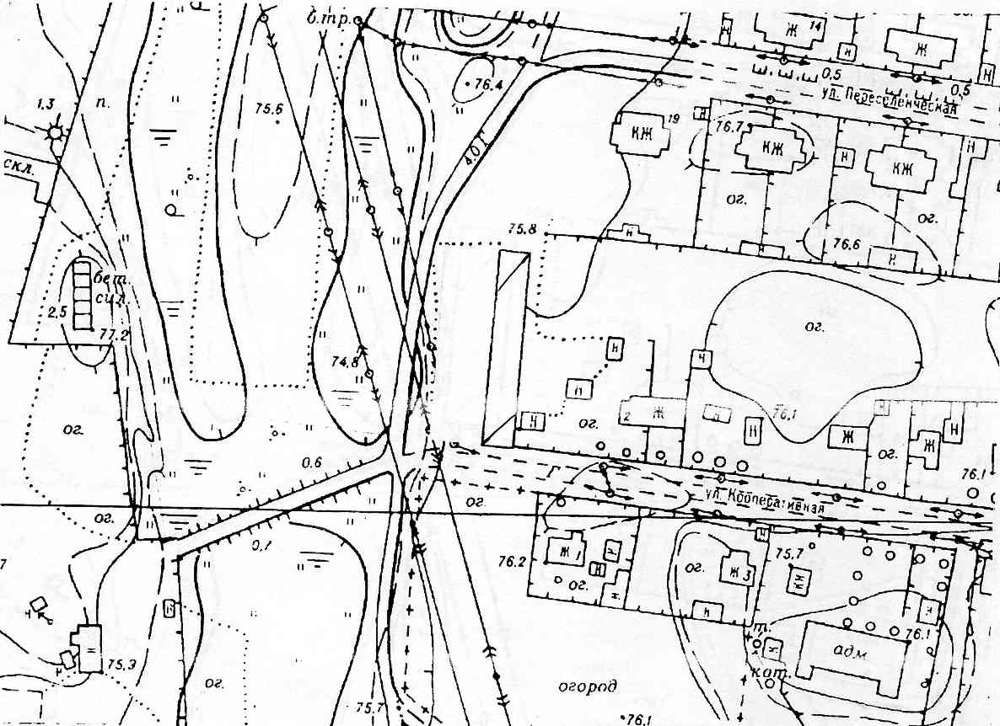 б.тр.
Н
Ж 14
Ж
Н
Н
76.4
0,5
0,5
ул. Переселенческая
1,3
п.
75.6
4.0 Г
КЖ 19
Н
76.7
КЖ
Н
КЖ
Н
скл.
ог.
ог.
75.8
Н
Н
76.6
Н
бет.
сил.
2,5
77.2
74,8
Н
ог.
Н
Н
ог.
Н
ог.
2
Ж
76,1
Н
Ж
Ж
Н
ог.
0.6
76.1
ог.
ог.
ул. Кооперативная
76.2
Ж 1
Н
75.7
Ж 3
ог.
ог.
КЖ
Н
75.3
т.
адм
76.1
ог.
75.7
огород
кот.
76.1